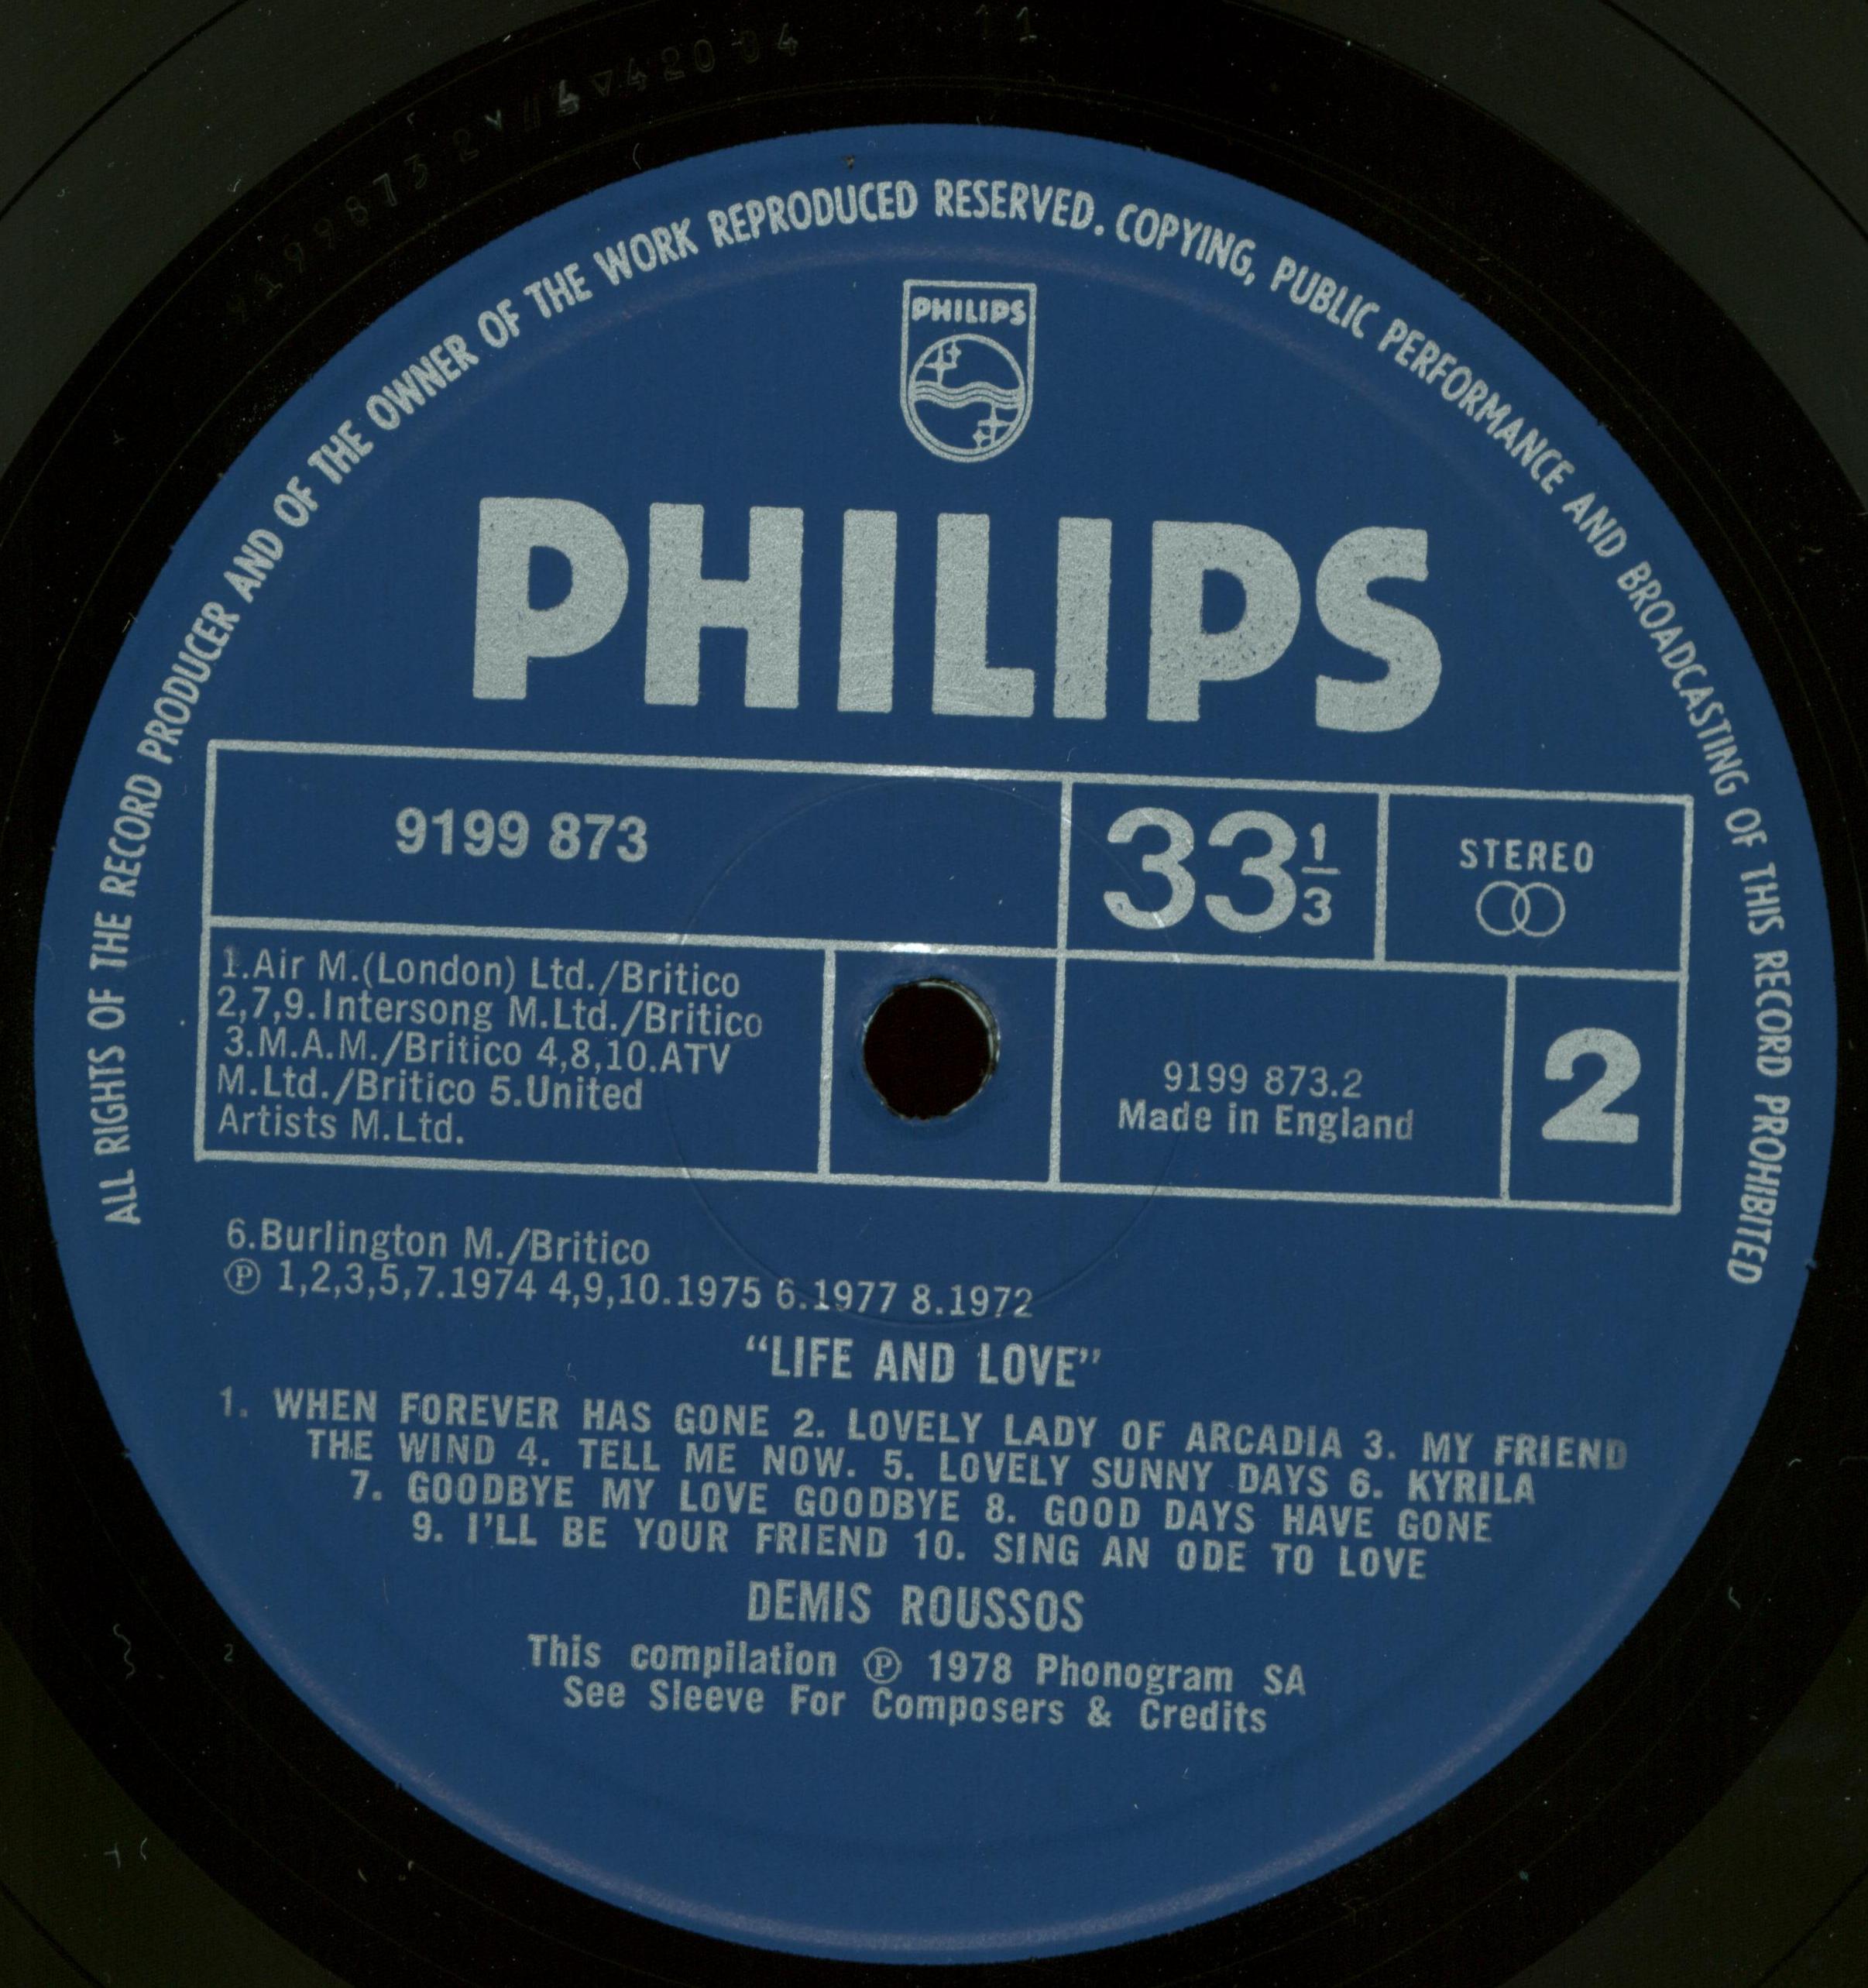 9199873 2 420 04
11
ALL RIGHTS OF THE RECORD PRODUCER AND OF THE OWNER OF THE WORK REPRODUCED RESERVED. COPYING, PUBLIC PERFORMANCE AND BROADCASTING OF THIS RECORD PROHIBITED
PHILIPS
PHILIPS
9199 873
33 1/3
STEREO
1.Air M.(London) Ltd./Britico
2,7,9.Intersong M.Ltd./Britico
3.M.A.M./Britico 4,8,10.ATV
M.Ltd./Britico 5.United
Artists M.Ltd.
9199 873.2
Made in England
2
6.Burlington M./Britico
Ⓟ 1,2,3,5,7.1974 4,9,10.1975 6.1977 8.1972
“LIFE AND LOVE”
1. WHEN FOREVER HAS GONE 2. LOVELY LADY OF ARCADIA 3. MY FRIEND
THE WIND 4. TELL ME NOW. 5. LOVELY SUNNY DAYS 6. KYRILA
7. GOODBYE MY LOVE GOODBYE 8. GOOD DAYS HAVE GONE
9. I'LL BE YOUR FRIEND 10. SING AN ODE TO LOVE
DEMIS ROUSSOS
This compilation Ⓟ 1978 Phonogram SA
See Sleeve For Composers & Credits